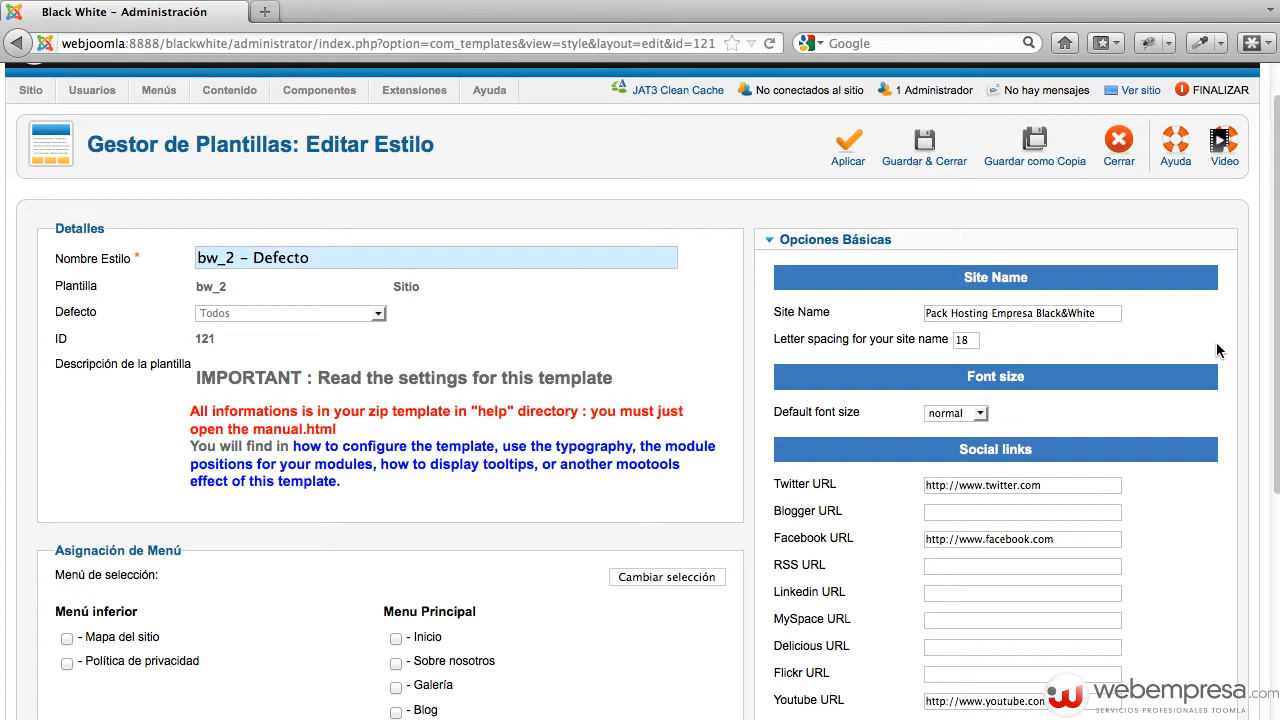 Black White – Administración
webjoomla:8888/blackwhite/administrator/index.php?option=com_templates&view=style&layout=edit&id=121
Google
Sitio Usuarios Menús Contenido Componentes Extensiones Ayuda JAT3 Clean Cache No conectados al sitio 1 Administrador No hay mensajes Ver sitio FINALIZAR
Gestor de Plantillas: Editar Estilo
Aplicar Guardar & Cerrar Guardar como Copia Cerrar Ayuda Video
Detalles
Nombre Estilo * bw_2 – Defecto
Plantilla bw_2 Sitio
Defecto Todos
ID 121
Descripción de la plantilla
IMPORTANT : Read the settings for this template
All informations is in your zip template in "help" directory : you must just
open the manual.html
You will find in how to configure the template, use the typography, the module
positions for your modules, how to display tooltips, or another mootools
effect of this template.
Asignación de Menú
Menú de selección: Cambiar selección
Menú inferior
- Mapa del sitio
- Política de privacidad
Menu Principal
- Inicio
- Sobre nosotros
- Galería
- Blog
Opciones Básicas
Site Name
Site Name Pack Hosting Empresa Black&White
Letter spacing for your site name 18
Font size
Default font size normal
Social links
Twitter URL http://www.twitter.com
Blogger URL
Facebook URL http://www.facebook.com
RSS URL
Linkedin URL
MySpace URL
Delicious URL
Flickr URL
Youtube URL http://www.youtube.com
webempresa.com
SERVICIOS PROFESIONALES JOOMLA